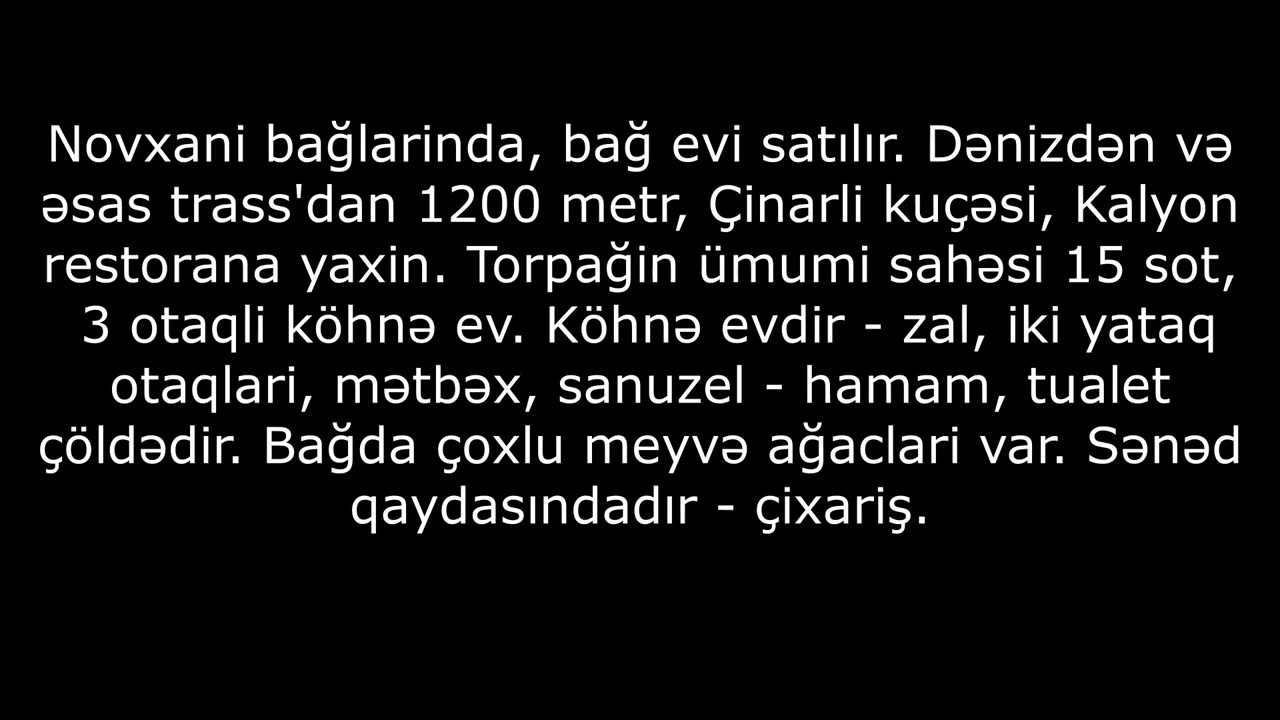 Novxani bağlarinda, bağ evi satılır. Dənizdən və
əsas trass'dan 1200 metr, Çinarli kuçəsi, Kalyon
restorana yaxin. Torpağin ümumi sahəsi 15 sot,
3 otaqli köhnə ev. Köhnə evdir - zal, iki yataq
otaqlari, mətbəx, sanuzel - hamam, tualet
çöldədir. Bağda çoxlu meyvə ağaclari var. Sənəd
qaydasındadır - çixariş.